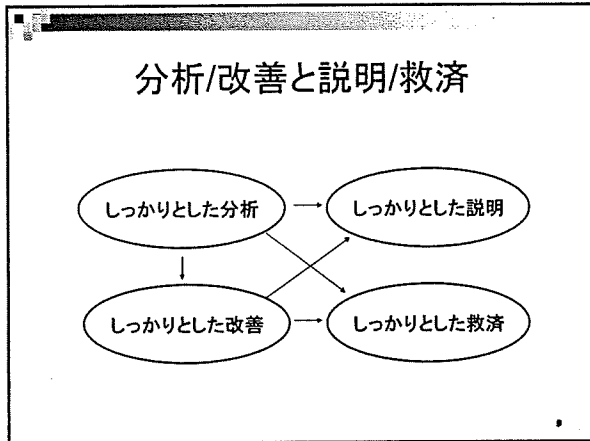 分析/改善と説明/救済
しっかりとした分析
しっかりとした説明
しっかりとした改善
しっかりとした救済